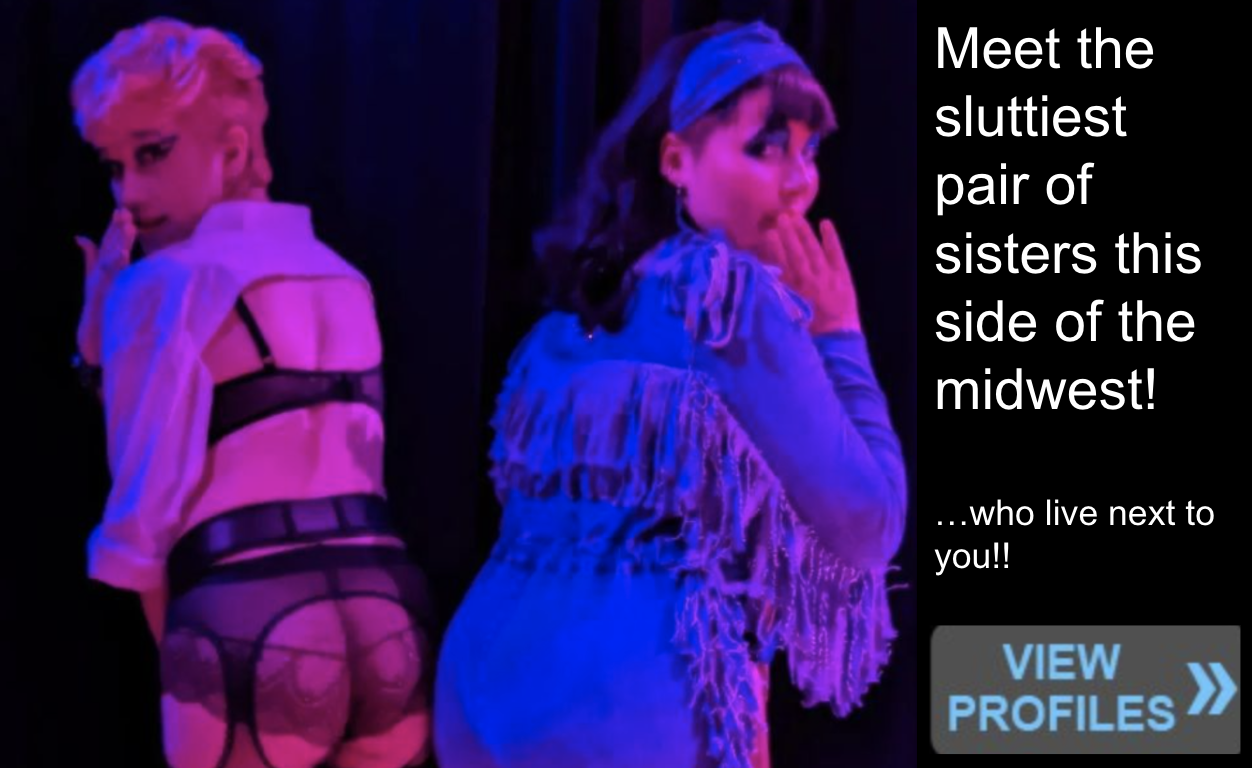 Meet the
sluttiest
pair of
sisters this
side of the
midwest!
…who live next to
you!!
VIEW
PROFILES »